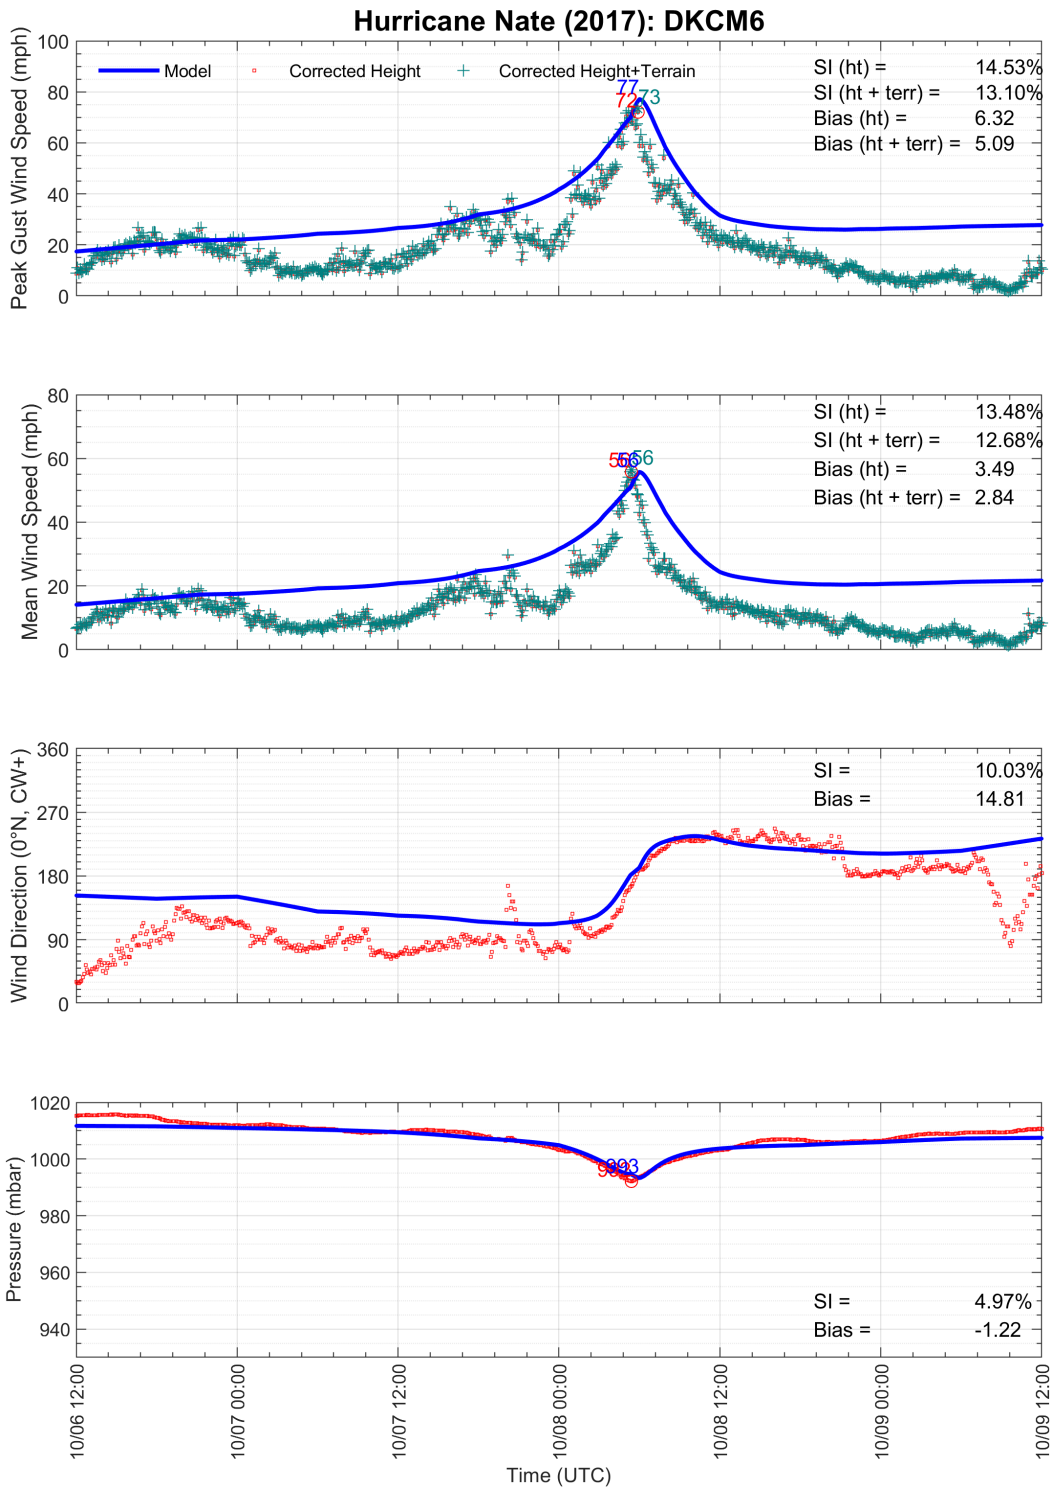 Hurricane Nate (2017): DKCM6
Peak Gust Wind Speed (mph)
100
80
60
40
20
0
Model
Corrected Height
Corrected Height+Terrain
77
72
73
SI (ht) = 14.53%
SI (ht + terr) = 13.10%
Bias (ht) = 6.32
Bias (ht + terr) = 5.09
Mean Wind Speed (mph)
80
60
40
20
0
56
56
SI (ht) = 13.48%
SI (ht + terr) = 12.68%
Bias (ht) = 3.49
Bias (ht + terr) = 2.84
Wind Direction (0°N, CW+)
360
270
180
90
0
SI = 10.03%
Bias = 14.81
Pressure (mbar)
1020
1000
980
960
940
993
SI = 4.97%
Bias = -1.22
10/06 12:00
10/07 00:00
10/07 12:00
10/08 00:00
10/08 12:00
10/09 00:00
10/09 12:00
Time (UTC)